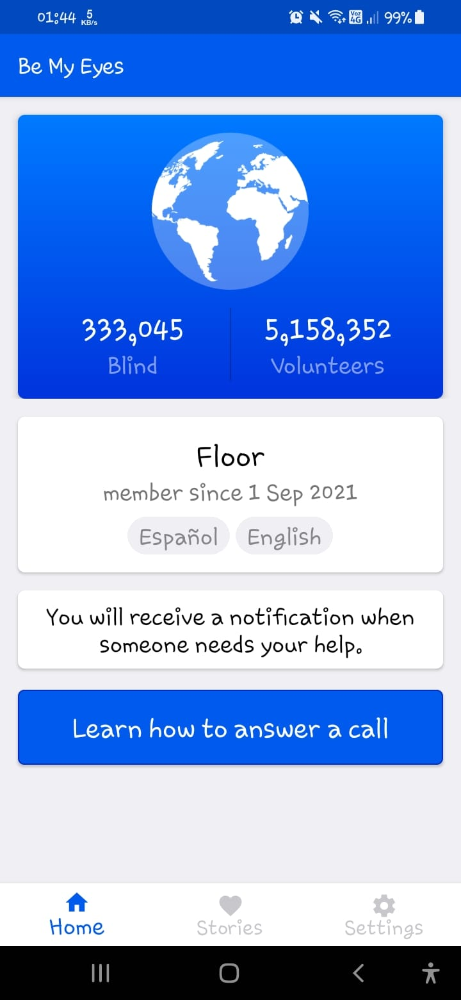 01:44 5 KB/s Voz 4G 99%
Be My Eyes
333,045 5,158,352
Blind Volunteers
Floor
member since 1 Sep 2021
Español English
You will receive a notification when
someone needs your help.
Learn how to answer a call
Home Stories Settings